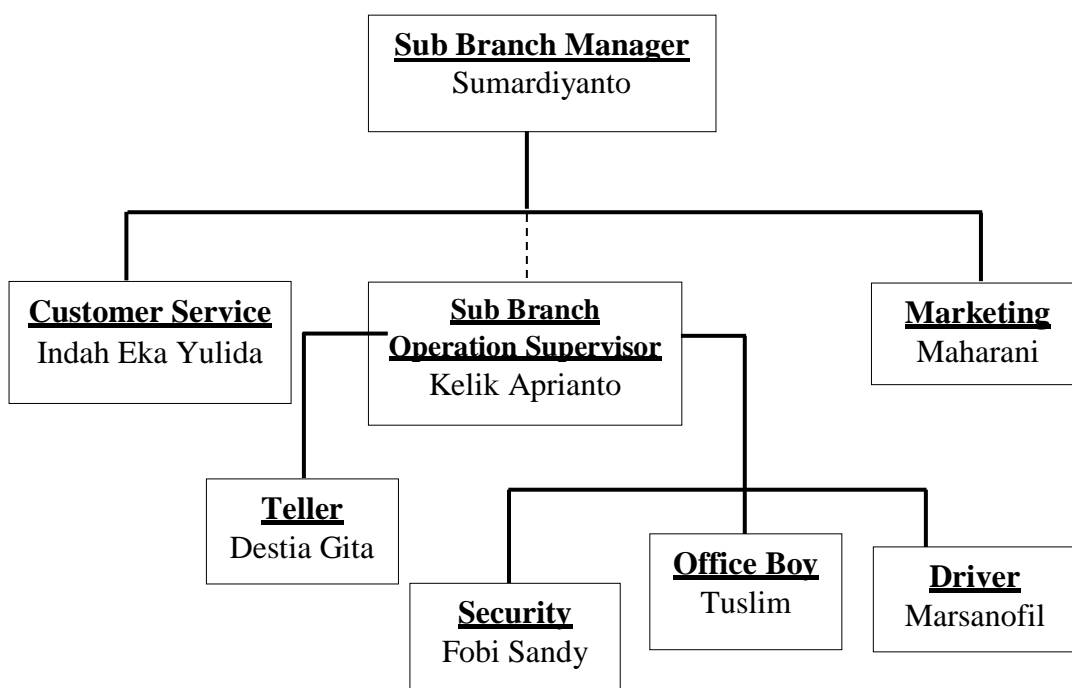 Sub Branch Manager
Sumardiyanto
Customer Service
Indah Eka Yulida
Sub Branch
Operation Supervisor
Kelik Aprianto
Marketing
Maharani
Teller
Destia Gita
Security
Fobi Sandy
Office Boy
Tuslim
Driver
Marsanofil